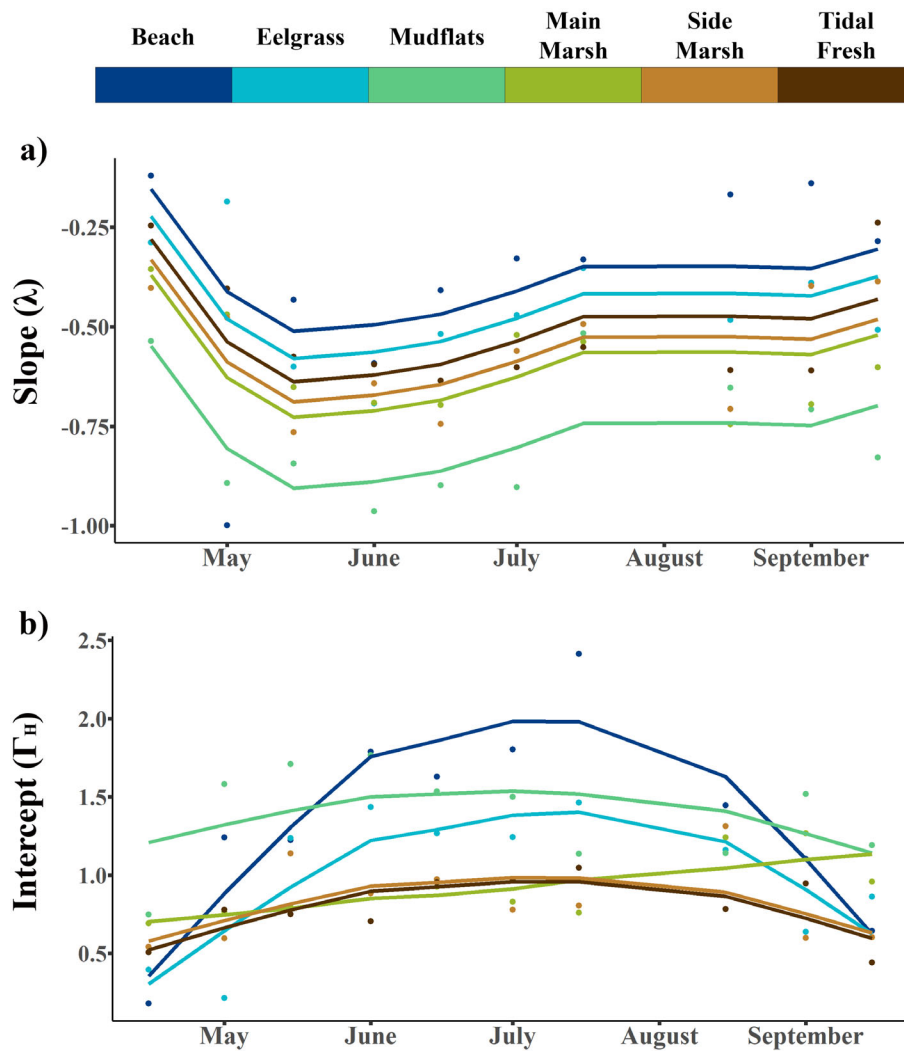 Beach Eelgrass Mudflats Main Marsh Side Marsh Tidal Fresh
a)
Slope (λ)
-0.25
-0.50
-0.75
-1.00
May June July August September
b)
Intercept (ΓH)
2.5
2.0
1.5
1.0
0.5
May June July August September